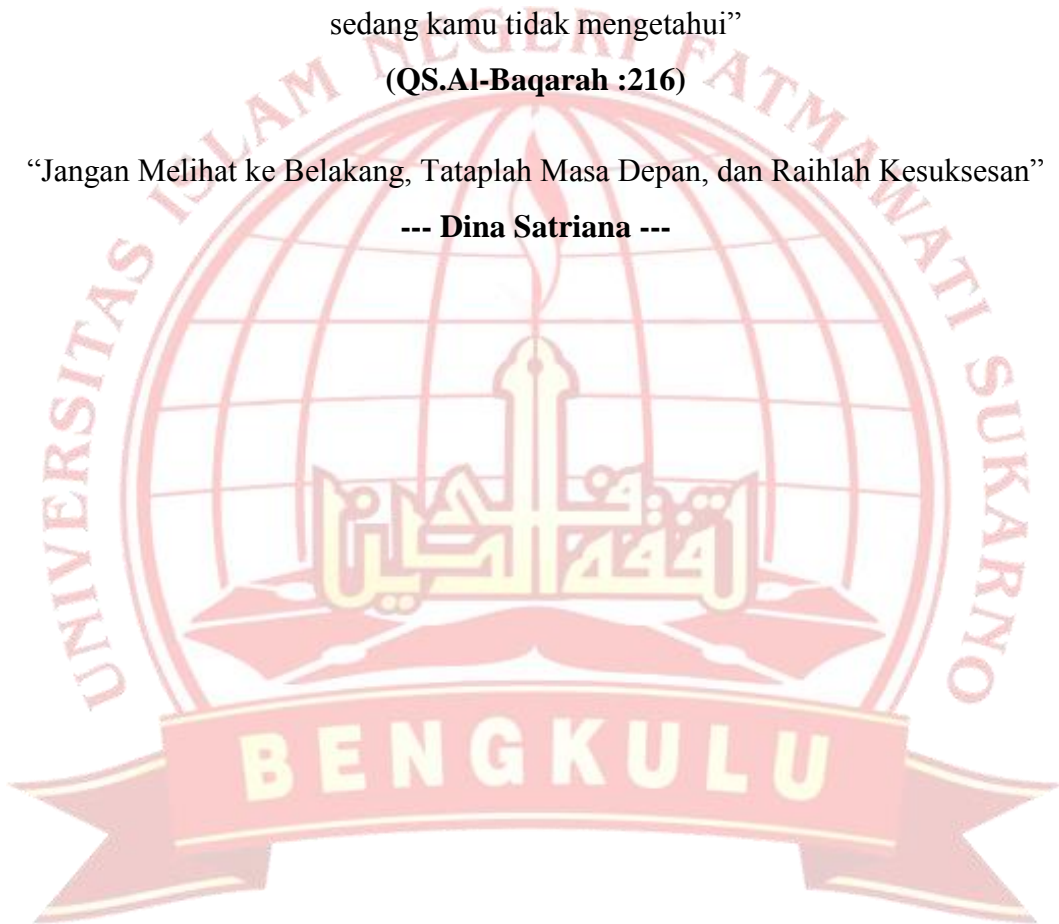 sedang kamu tidak mengetahui”
(QS.Al-Baqarah :216)
“Jangan Melihat ke Belakang, Tataplah Masa Depan, dan Raihlah Kesuksesan”
--- Dina Satriana ---
UNIVERSITAS ISLAM NEGERI FATMAWATI SUKARNO
BENGKULU